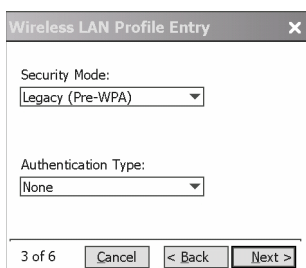 Wireless LAN Profile Entry
Security Mode:
Legacy (Pre-WPA)
Authentication Type:
None
3 of 6 Cancel < Back Next >